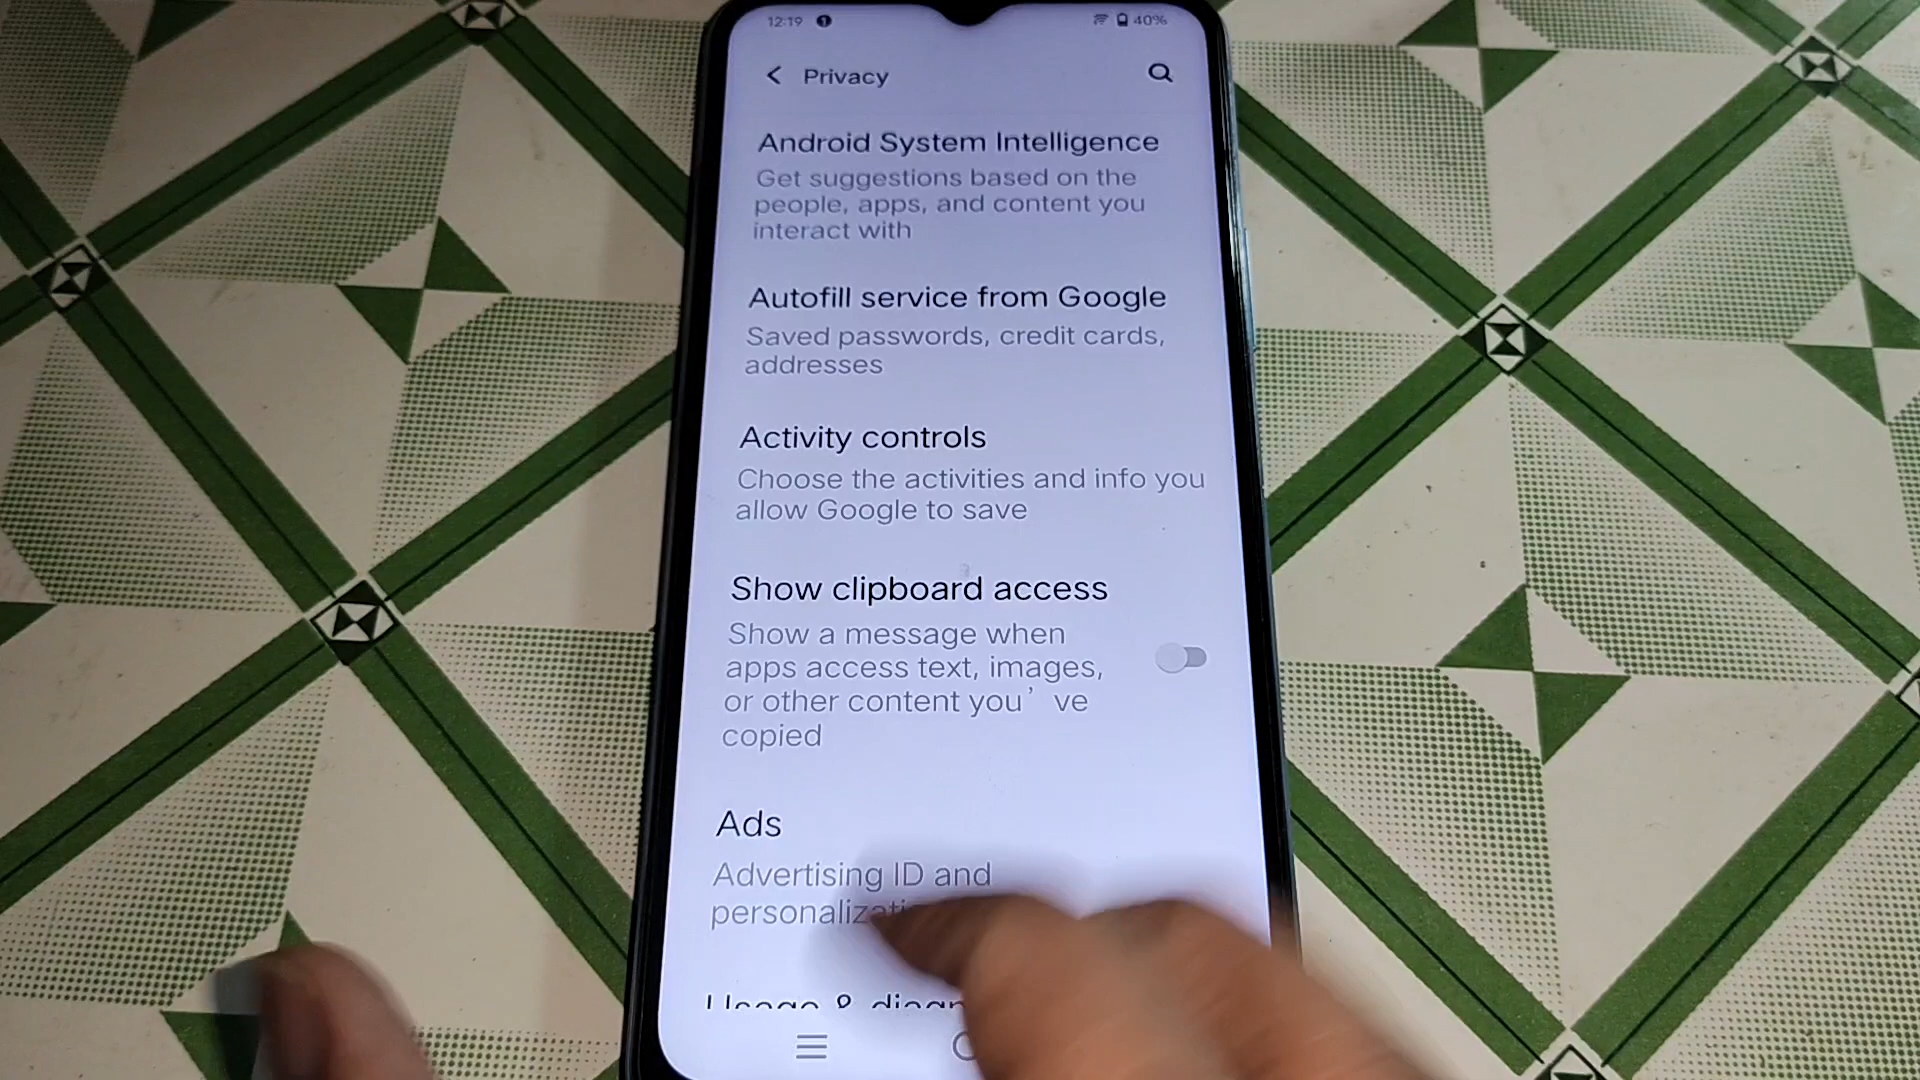 12:19
40%
Privacy
Android System Intelligence
Get suggestions based on the
people, apps, and content you
interact with
Autofill service from Google
Saved passwords, credit cards,
addresses
Activity controls
Choose the activities and info you
allow Google to save
Show clipboard access
Show a message when
apps access text, images,
or other content you've
copied
Ads
Advertising ID and